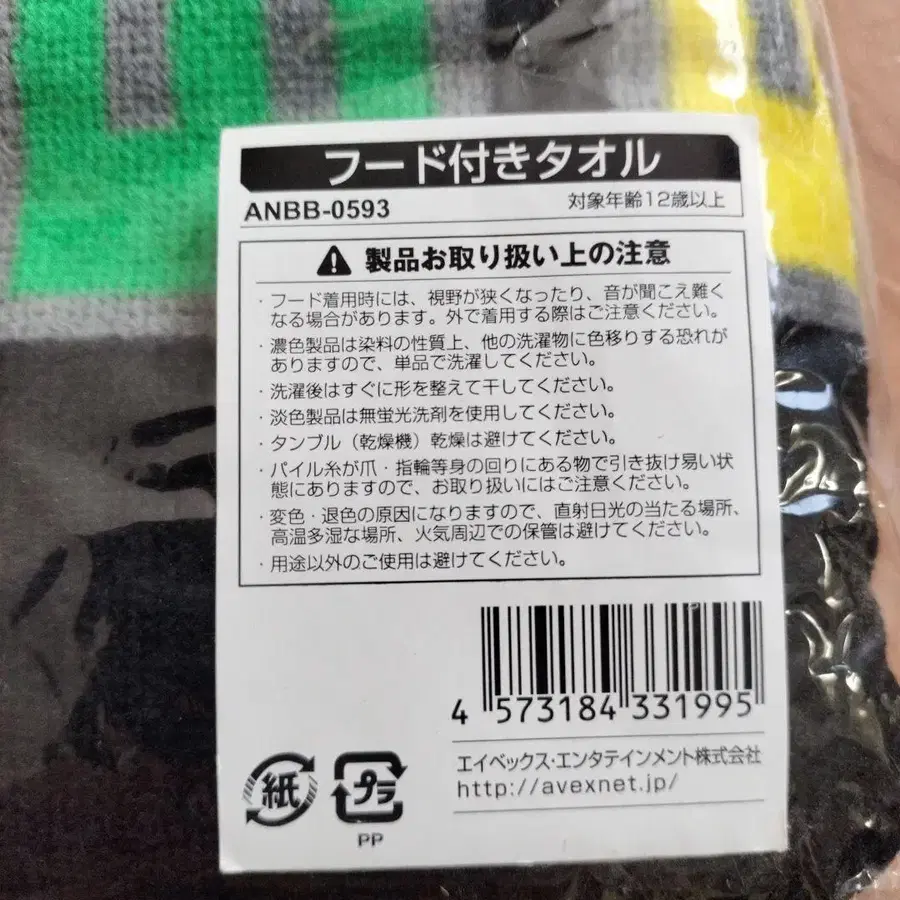 フード付きタオル
ANBB-0593
対象年齢12歳以上
製品お取り扱い上の注意
・フード着用時には、視野が狭くなったり、音が聞こえ難く
なる場合があります。外で着用する際はご注意ください。
・濃色製品は染料の性質上、他の洗濯物に色移りする恐れが
ありますので、単品で洗濯してください。
・洗濯後はすぐに形を整えて干してください。
・淡色製品は無蛍光洗剤を使用してください。
・タンブル（乾燥機）乾燥は避けてください。
・パイル糸が爪・指輪等身の回りにある物で引き抜け易い状
態にありますので、お取り扱いにはご注意ください。
・変色・退色の原因になりますので、直射日光の当たる場所、
高温多湿な場所、火気周辺での保管は避けてください。
・用途以外のご使用は避けてください。
4 573184 331995
エイベックス・エンタテインメント株式会社
http://avexnet.jp/
紙
プラ
PP